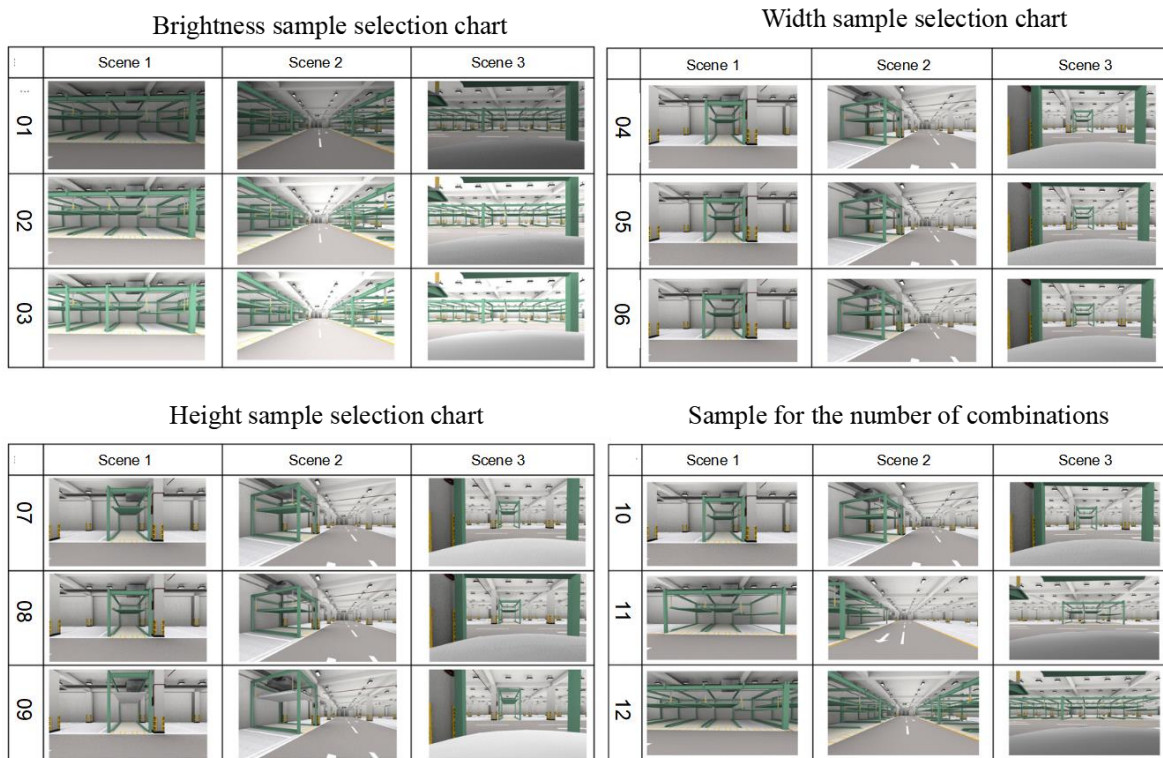 Brightness sample selection chart
Scene 1 Scene 2 Scene 3
01
02
03
Width sample selection chart
Scene 1 Scene 2 Scene 3
04
05
06
Height sample selection chart
Scene 1 Scene 2 Scene 3
07
08
09
Sample for the number of combinations
Scene 1 Scene 2 Scene 3
10
11
12